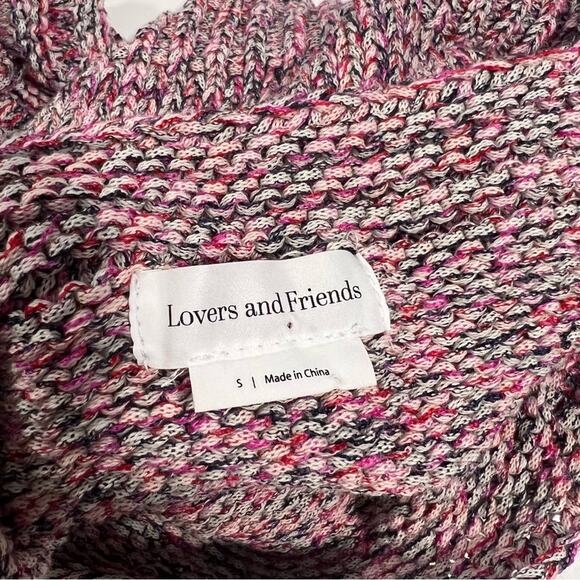 Lovers and Friends
S | Made in China